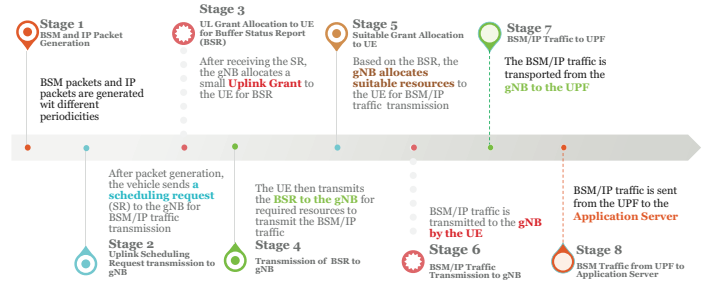 Stage 1
BSM and IP Packet
Generation
BSM packets and IP
packets are generated
wit different
periodicities
After packet generation,
the vehicle sends a
scheduling request
(SR) to the gNB for
BSM/IP traffic
transmission
Stage 2
Uplink Scheduling
Request transmission to
gNB
Stage 3
UL Grant Allocation to UE
for Buffer Status Report
(BSR)
After receiving the SR,
the gNB allocates a
small Uplink Grant to
the UE for BSR
The UE then transmits
the BSR to the gNB for
required resources to
transmit the BSM/IP
traffic
Stage 4
Transmission of BSR to
gNB
Stage 5
Suitable Grant Allocation
to UE
Based on the BSR, the
gNB allocates
suitable resources to
the UE for BSM/IP
traffic transmission
BSM/IP traffic is
transmitted to the gNB
by the UE
Stage 6
BSM/IP Traffic
Transmission to gNB
Stage 7
BSM/IP Traffic to UPF
The BSM/IP traffic is
transported from the
gNB to the UPF
BSM/IP traffic is sent
from the UPF to the
Application Server
Stage 8
BSM Traffic from UPF to
Application Server